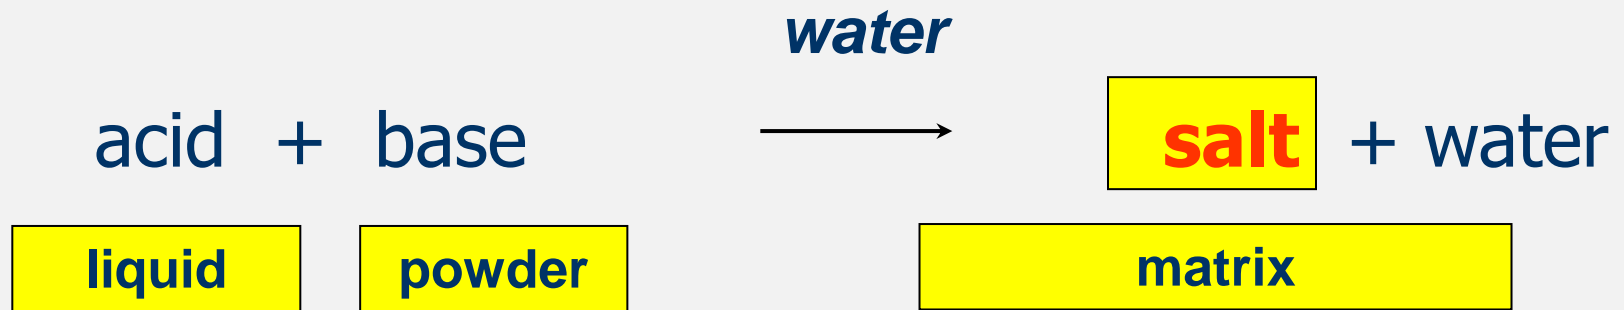 water
acid + base → salt + water
liquid powder matrix